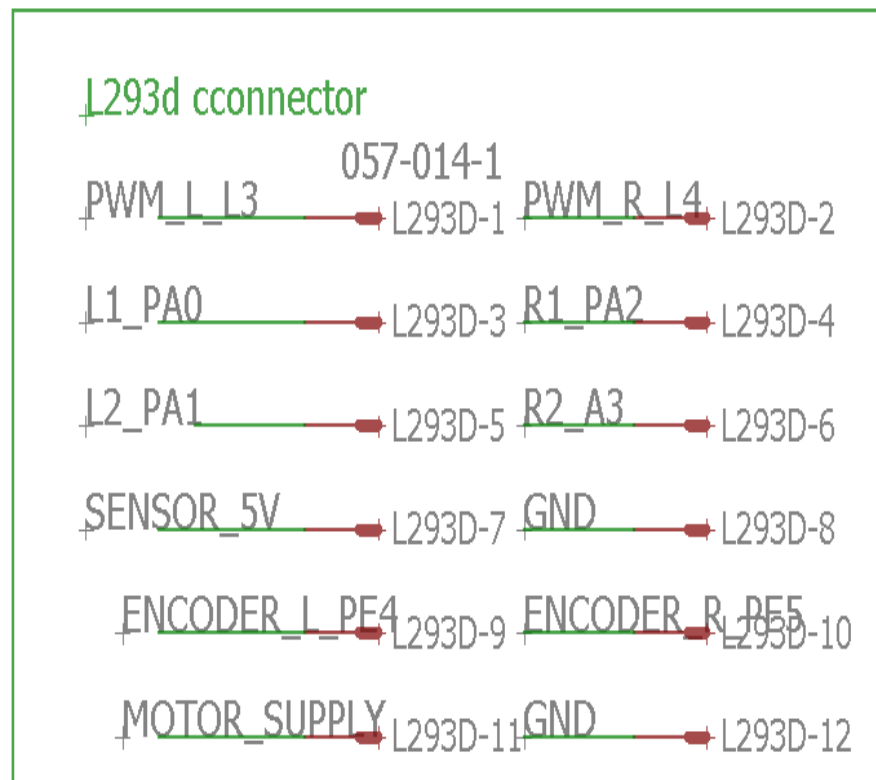 L293d cconnector
057-014-1
PWM_L_L3 L293D-1 PWM_R_L4 L293D-2
L1_PA0 L293D-3 R1_PA2 L293D-4
L2_PA1 L293D-5 R2_A3 L293D-6
SENSOR_5V L293D-7 GND L293D-8
ENCODER_L_PE4 L293D-9 ENCODER_R_PE5 L293D-10
MOTOR_SUPPLY L293D-11 GND L293D-12